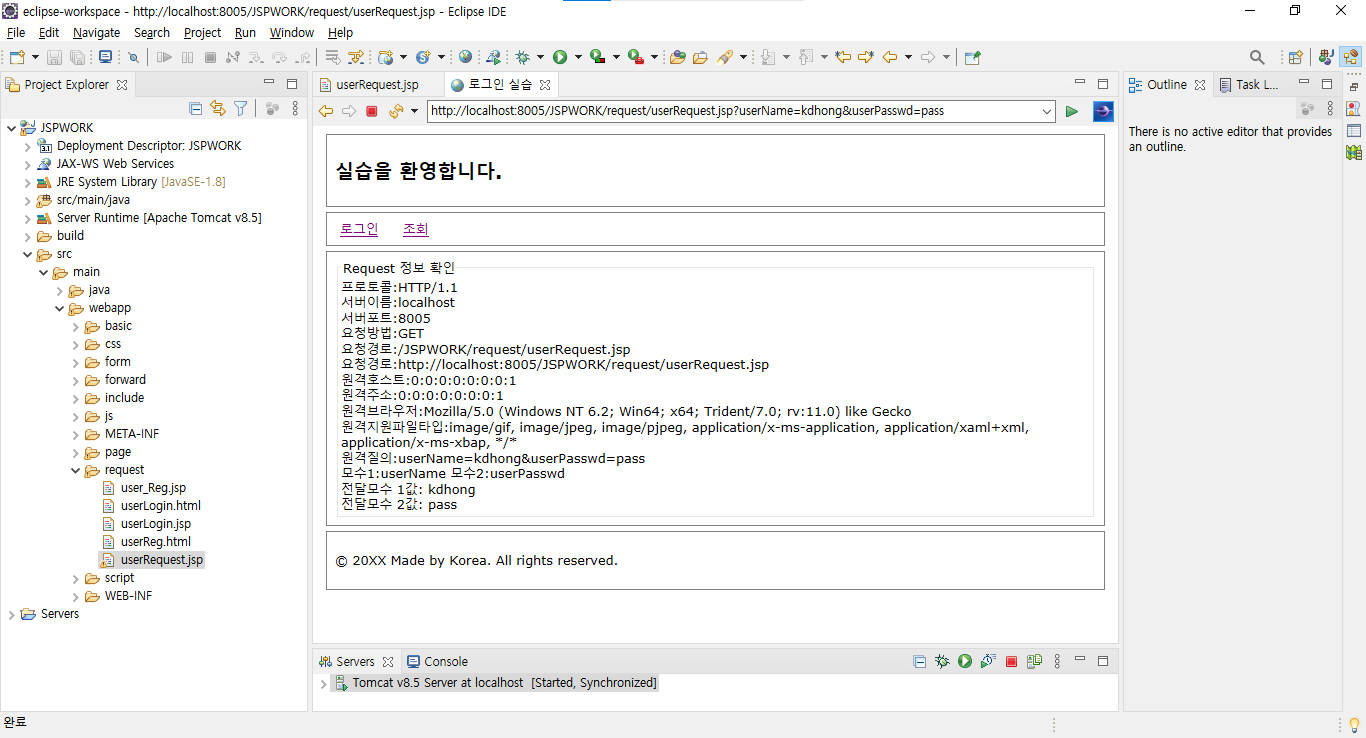 eclipse-workspace - http://localhost:8005/JSPWORK/request/userRequest.jsp - Eclipse IDE
File Edit Navigate Search Project Run Window Help
Project Explorer
JSPWORK
3.1 Deployment Descriptor: JSPWORK
JAX-WS Web Services
JRE System Library [JavaSE-1.8]
src/main/java
Server Runtime [Apache Tomcat v8.5]
build
src
main
java
webapp
basic
css
form
forward
include
js
META-INF
page
request
user_Reg.jsp
userLogin.html
userLogin.jsp
userReg.html
userRequest.jsp
script
WEB-INF
Servers
userRequest.jsp
로그인 실습
http://localhost:8005/JSPWORK/request/userRequest.jsp?userName=kdhong&userPasswd=pass
실습을 환영합니다.
로그인 조회
Request 정보 확인
프로토콜:HTTP/1.1
서버이름:localhost
서버포트:8005
요청방법:GET
요청경로:/JSPWORK/request/userRequest.jsp
요청경로:http://localhost:8005/JSPWORK/request/userRequest.jsp
원격호스트:0:0:0:0:0:0:0:1
원격주소:0:0:0:0:0:0:0:1
원격브라우저:Mozilla/5.0 (Windows NT 6.2; Win64; x64; Trident/7.0; rv:11.0) like Gecko
원격지원파일타입:image/gif, image/jpeg, image/pjpeg, application/x-ms-application, application/xaml+xml,
application/x-ms-xbap, */*
원격질의:userName=kdhong&userPasswd=pass
모수1:userName 모수2:userPasswd
전달모수 1값: kdhong
전달모수 2값: pass
© 20XX Made by Korea. All rights reserved.
Servers
Console
Tomcat v8.5 Server at localhost [Started, Synchronized]
Outline
Task L...
There is no active editor that provides
an outline.
완료